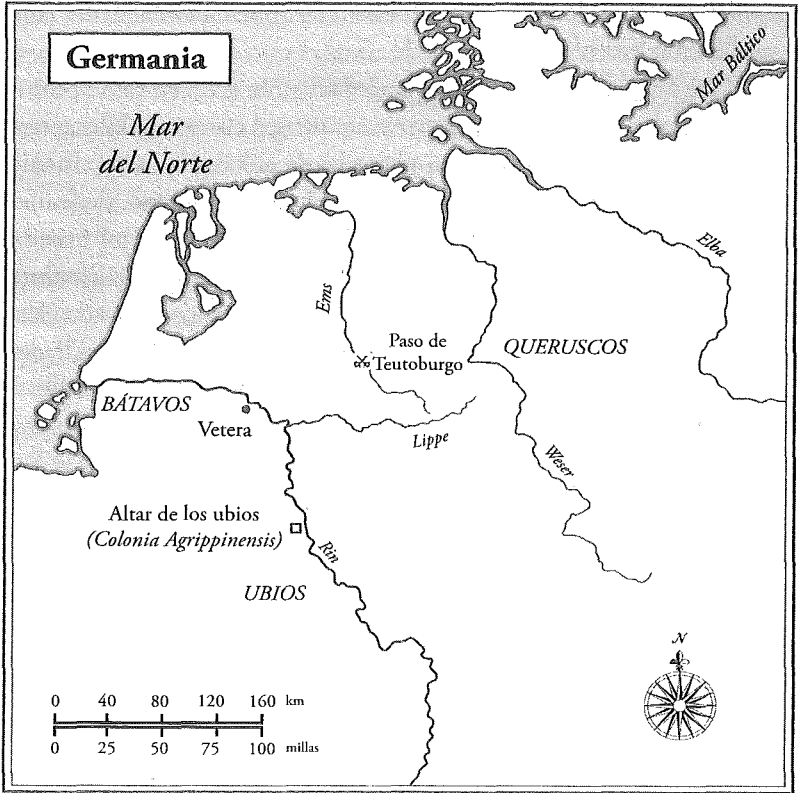 Germania
Mar
del Norte
Mar Báltico
Elba
Ems
Paso de
Teutoburgo
QUERUSCOS
BÁTAVOS
Vetera
Lippe
Weser
Altar de los ubios
(Colonia Agrippinensis)
Rin
UBIOS
N
0 40 80 120 160 km
0 25 50 75 100 millas